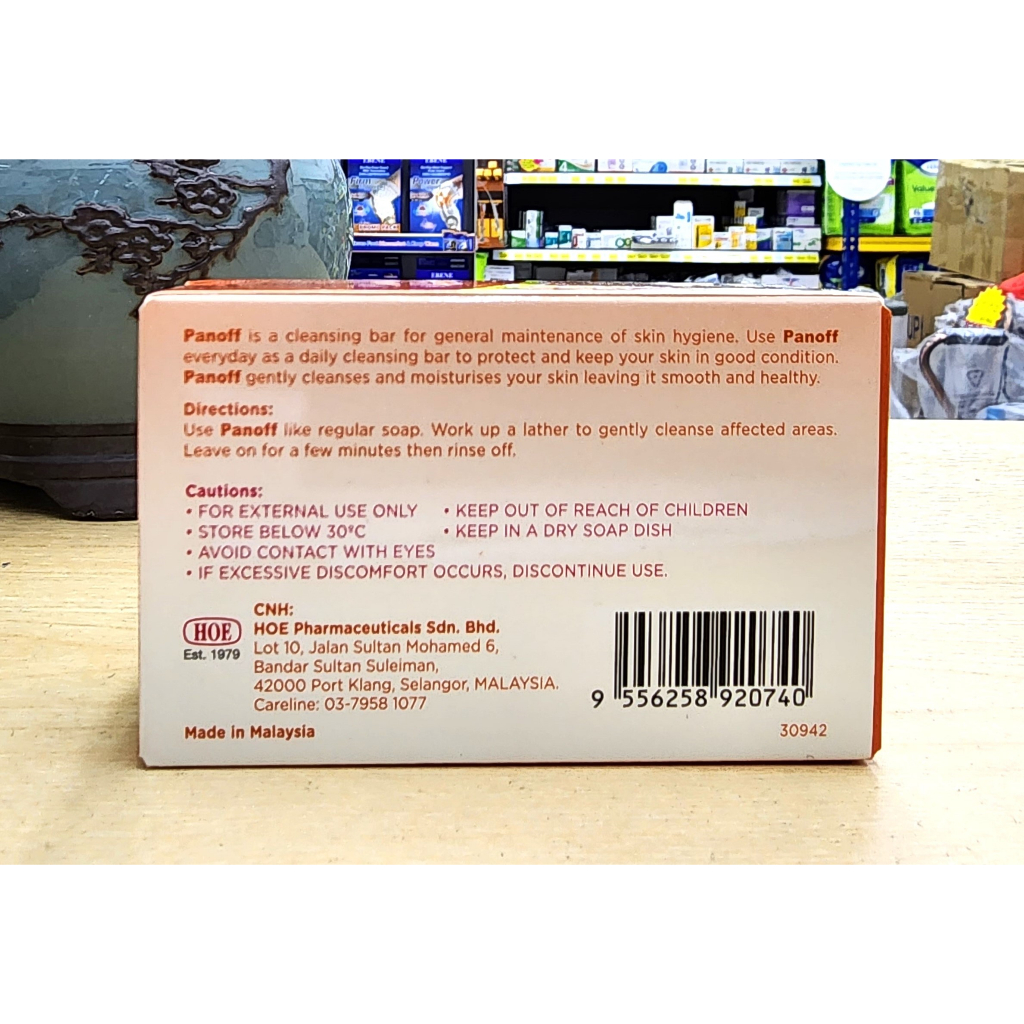 EBENE
EBENE
Firm
Power
EBENE
Value
Panoff is a cleansing bar for general maintenance of skin hygiene. Use Panoff
everyday as a daily cleansing bar to protect and keep your skin in good condition.
Panoff gently cleanses and moisturises your skin leaving it smooth and healthy.
Directions:
Use Panoff like regular soap. Work up a lather to gently cleanse affected areas.
Leave on for a few minutes then rinse off.
Cautions:
• FOR EXTERNAL USE ONLY • KEEP OUT OF REACH OF CHILDREN
• STORE BELOW 30°C • KEEP IN A DRY SOAP DISH
• AVOID CONTACT WITH EYES
• IF EXCESSIVE DISCOMFORT OCCURS, DISCONTINUE USE.
CNH:
HOE Pharmaceuticals Sdn. Bhd.
Lot 10, Jalan Sultan Mohamed 6,
Bandar Sultan Suleiman,
42000 Port Klang, Selangor, MALAYSIA.
Careline: 03-7958 1077
HOE
Est. 1979
Made in Malaysia
9 556258 920740
30942